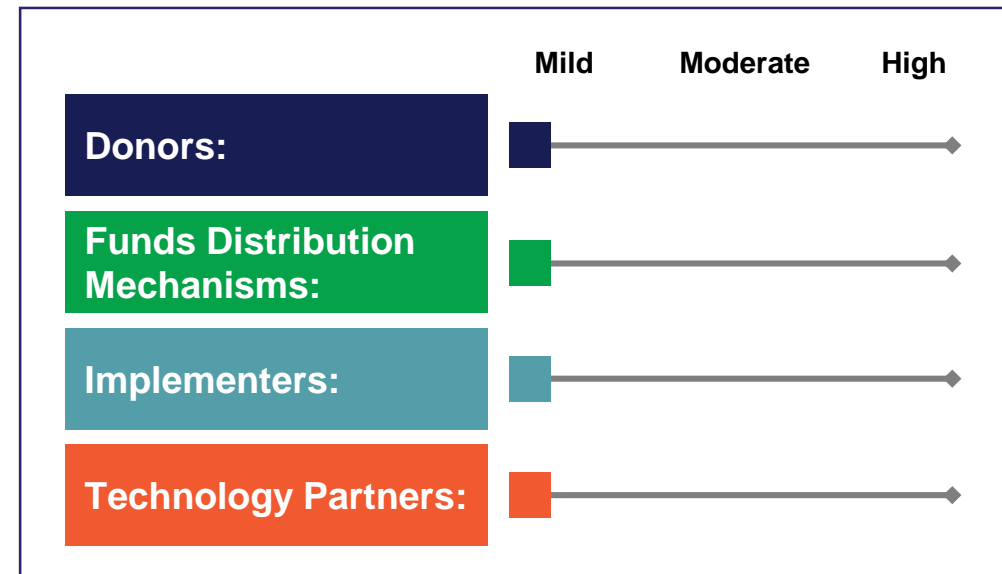 Mild Moderate High
Donors:
Funds Distribution
Mechanisms:
Implementers:
Technology Partners: